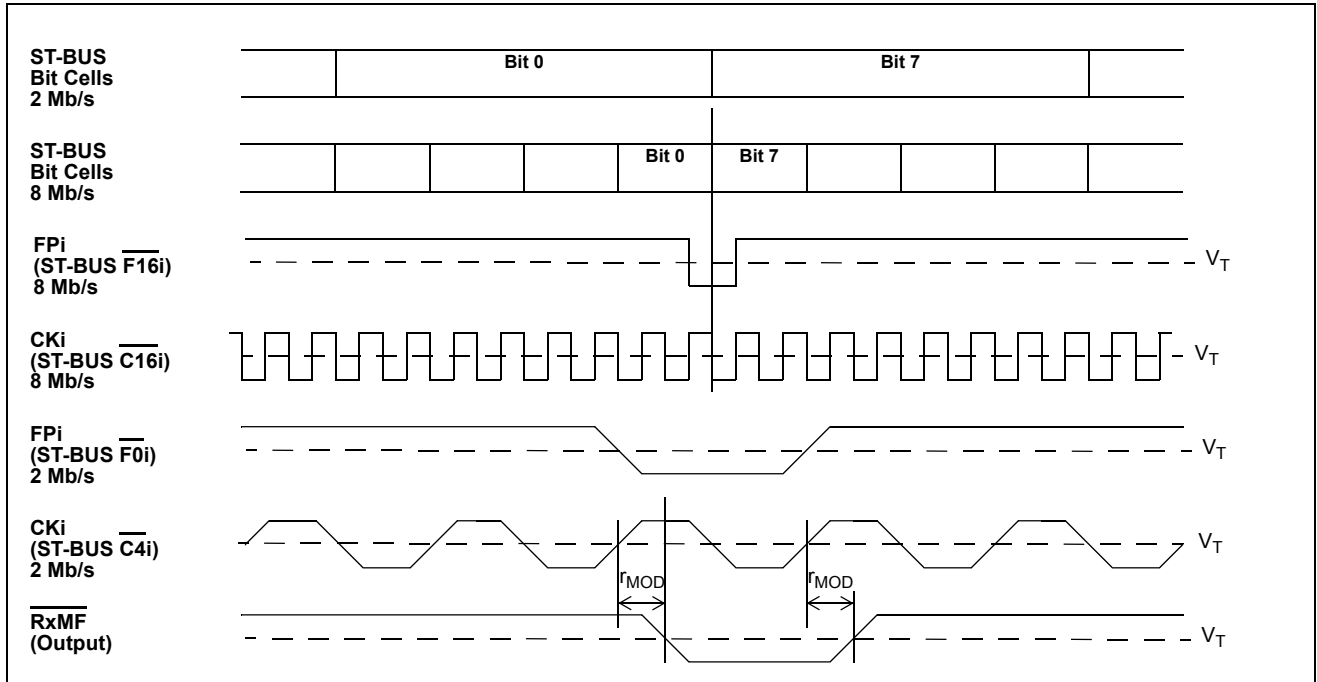 ST-BUS
Bit Cells
2 Mb/s
Bit 0
Bit 7
ST-BUS
Bit Cells
8 Mb/s
Bit 0
Bit 7
FPi
(ST-BUS F16i)
8 Mb/s
VT
CKi
(ST-BUS C16i)
8 Mb/s
VT
FPi
(ST-BUS F0i)
2 Mb/s
VT
CKi
(ST-BUS C4i)
2 Mb/s
VT
rMOD
rMOD
RxMF
(Output)
VT